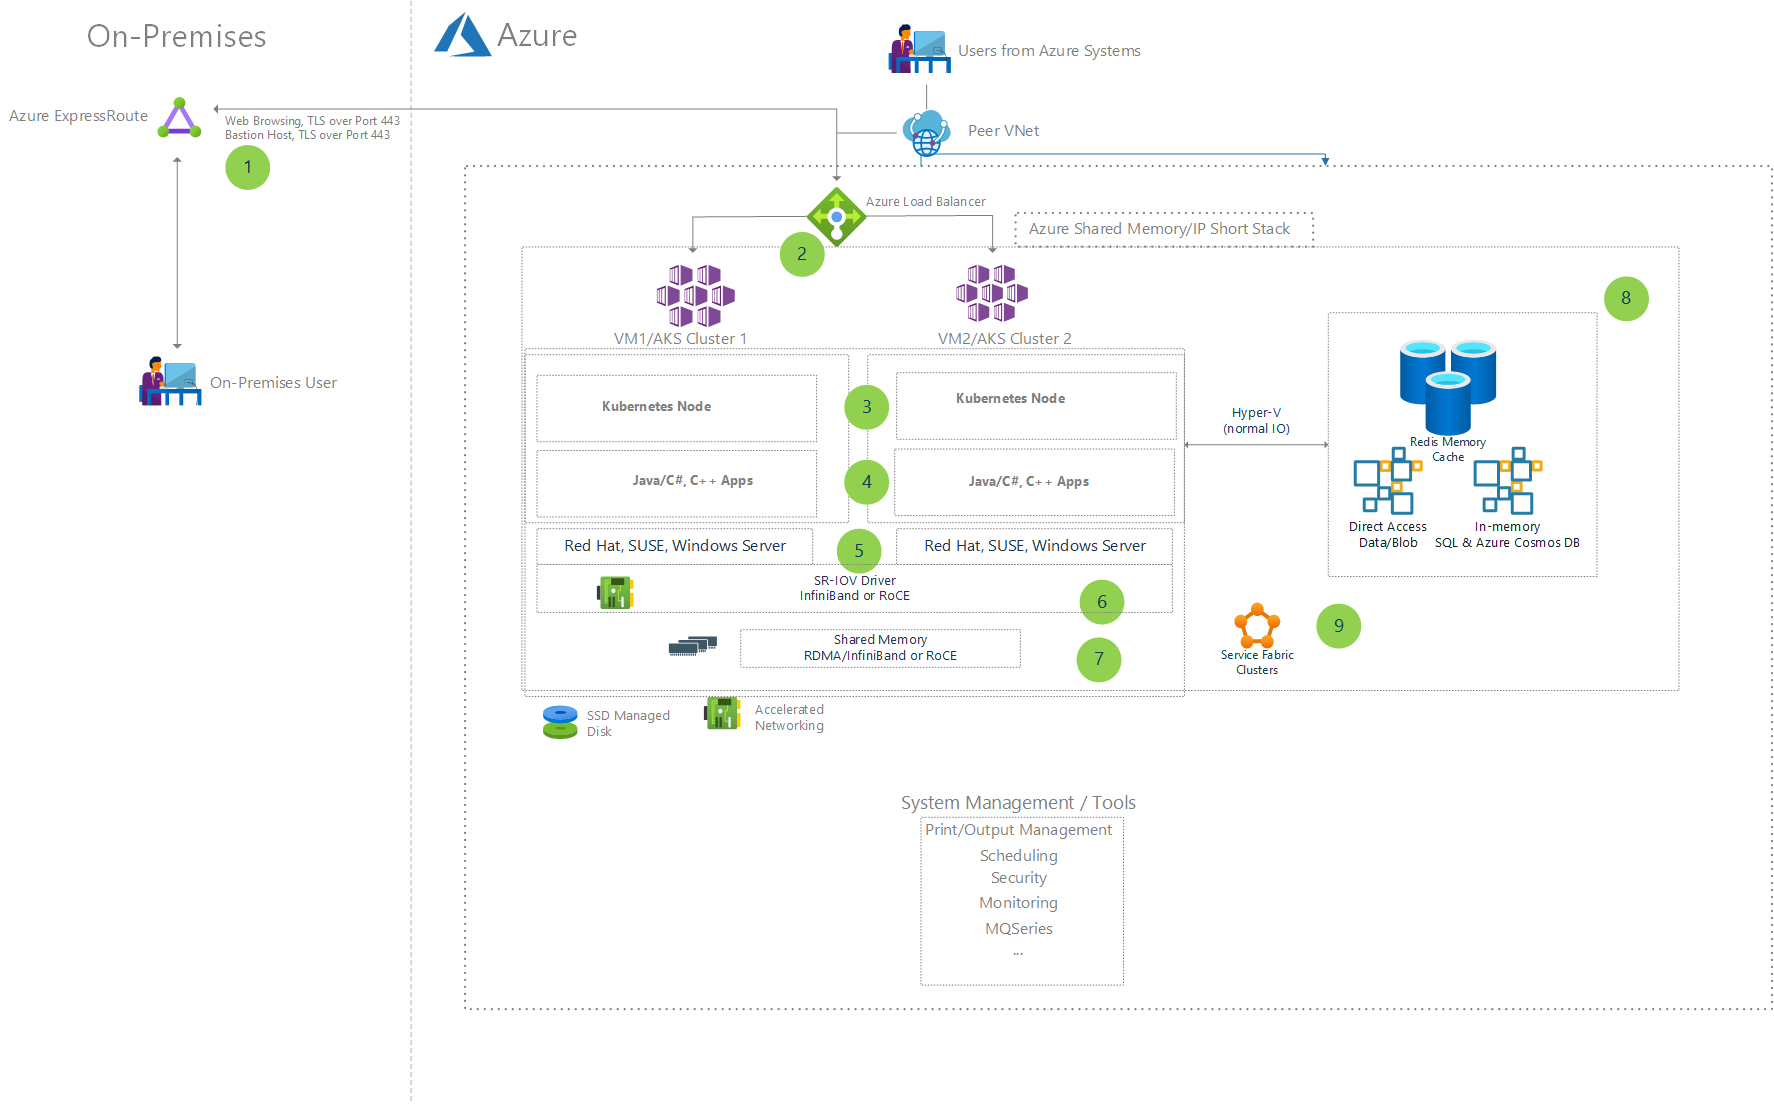 On-Premises
Azure
Users from Azure Systems
Azure ExpressRoute
Web Browsing, TLS over Port 443
Bastion Host, TLS over Port 443
Peer VNet
1
Azure Load Balancer
Azure Shared Memory/IP Short Stack
2
8
VM1/AKS Cluster 1
VM2/AKS Cluster 2
On-Premises User
Kubernetes Node
3
Kubernetes Node
Hyper-V
(normal IO)
Redis Memory
Cache
Java/C#, C++ Apps
4
Java/C#, C++ Apps
Direct Access
Data/Blob
In-memory
SQL & Azure Cosmos DB
Red Hat, SUSE, Windows Server
5
Red Hat, SUSE, Windows Server
SR-IOV Driver
InfiniBand or RoCE
6
9
Shared Memory
RDMA/InfiniBand or RoCE
7
Service Fabric
Clusters
SSD Managed
Disk
Accelerated
Networking
System Management / Tools
Print/Output Management
Scheduling
Security
Monitoring
MQSeries
...